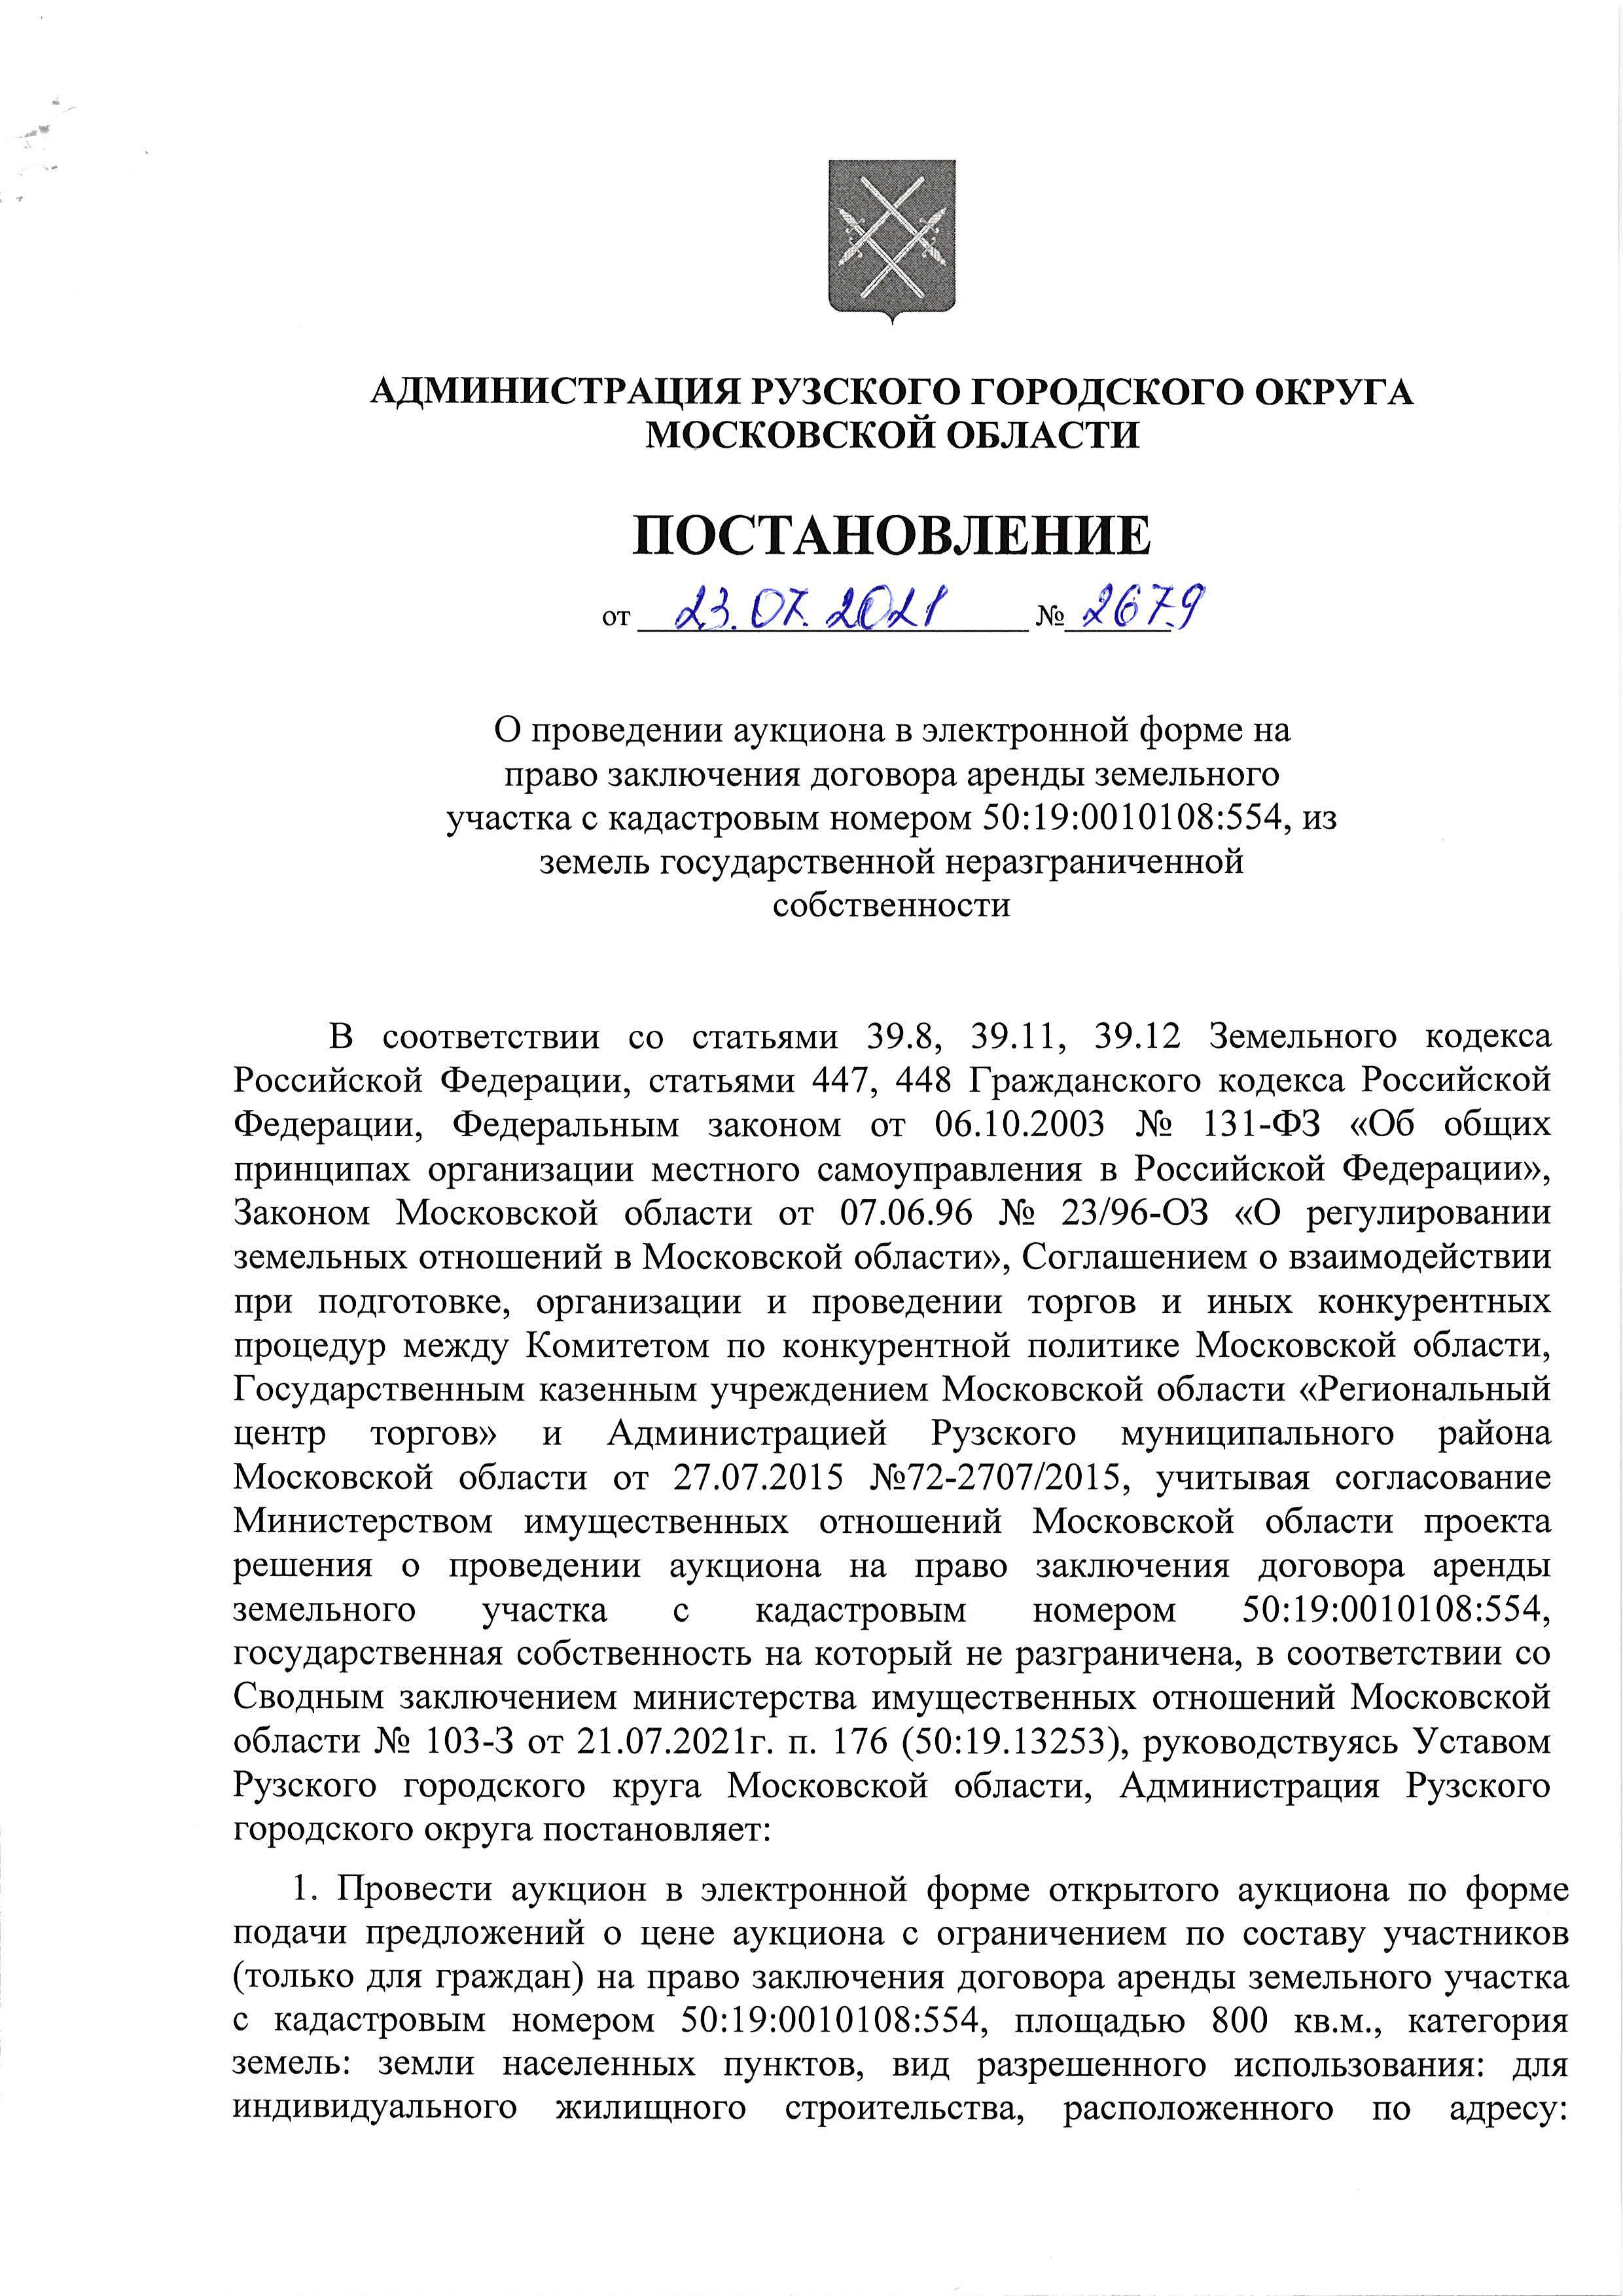 АДМИНИСТРАЦИЯ РУЗСКОГО ГОРОДСКОГО ОКРУГА
МОСКОВСКОЙ ОБЛАСТИ
ПОСТАНОВЛЕНИЕ
от 23.07.2021 № 2679
О проведении аукциона в электронной форме на
право заключения договора аренды земельного
участка с кадастровым номером 50:19:0010108:554, из
земель государственной неразграниченной
собственности
В соответствии со статьями 39.8, 39.11, 39.12 Земельного кодекса
Российской Федерации, статьями 447, 448 Гражданского кодекса Российской
Федерации, Федеральным законом от 06.10.2003 № 131-ФЗ «Об общих
принципах организации местного самоуправления в Российской Федерации»,
Законом Московской области от 07.06.96 № 23/96-ОЗ «О регулировании
земельных отношений в Московской области», Соглашением о взаимодействии
при подготовке, организации и проведении торгов и иных конкурентных
процедур между Комитетом по конкурентной политике Московской области,
Государственным казенным учреждением Московской области «Региональный
центр торгов» и Администрацией Рузского муниципального района
Московской области от 27.07.2015 №72-2707/2015, учитывая согласование
Министерством имущественных отношений Московской области проекта
решения о проведении аукциона на право заключения договора аренды
земельного участка с кадастровым номером 50:19:0010108:554,
государственная собственность на который не разграничена, в соответствии со
Сводным заключением министерства имущественных отношений Московской
области № 103-З от 21.07.2021г. п. 176 (50:19.13253), руководствуясь Уставом
Рузского городского круга Московской области, Администрация Рузского
городского округа постановляет:
1. Провести аукцион в электронной форме открытого аукциона по форме
подачи предложений о цене аукциона с ограничением по составу участников
(только для граждан) на право заключения договора аренды земельного участка
с кадастровым номером 50:19:0010108:554, площадью 800 кв.м., категория
земель: земли населенных пунктов, вид разрешенного использования: для
индивидуального жилищного строительства, расположенного по адресу: